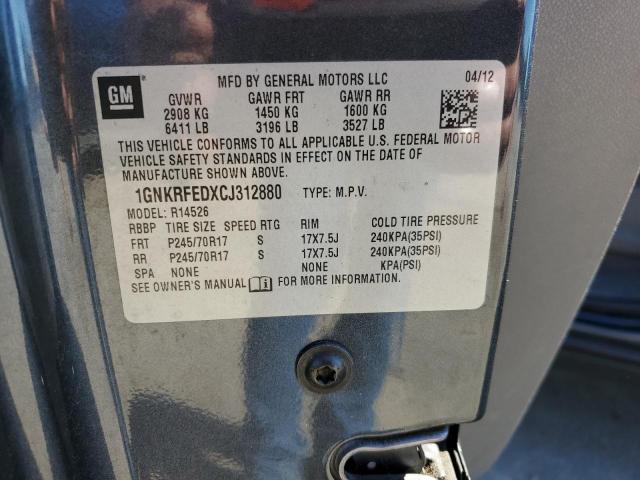 GM
MFD BY GENERAL MOTORS LLC 04/12
GVWR GAWR FRT GAWR RR
2908 KG 1450 KG 1600 KG
6411 LB 3196 LB 3527 LB
THIS VEHICLE CONFORMS TO ALL APPLICABLE U.S. FEDERAL MOTOR
VEHICLE SAFETY STANDARDS IN EFFECT ON THE DATE OF
MANUFACTURE SHOWN ABOVE.
1GNKRFEDXCJ312880 TYPE: M.P.V.
MODEL: R14526
RBBP TIRE SIZE SPEED RTG RIM COLD TIRE PRESSURE
FRT P245/70R17 S 17X7.5J 240KPA(35PSI)
RR P245/70R17 S 17X7.5J 240KPA(35PSI)
SPA NONE NONE KPA(PSI)
SEE OWNER'S MANUAL FOR MORE INFORMATION.